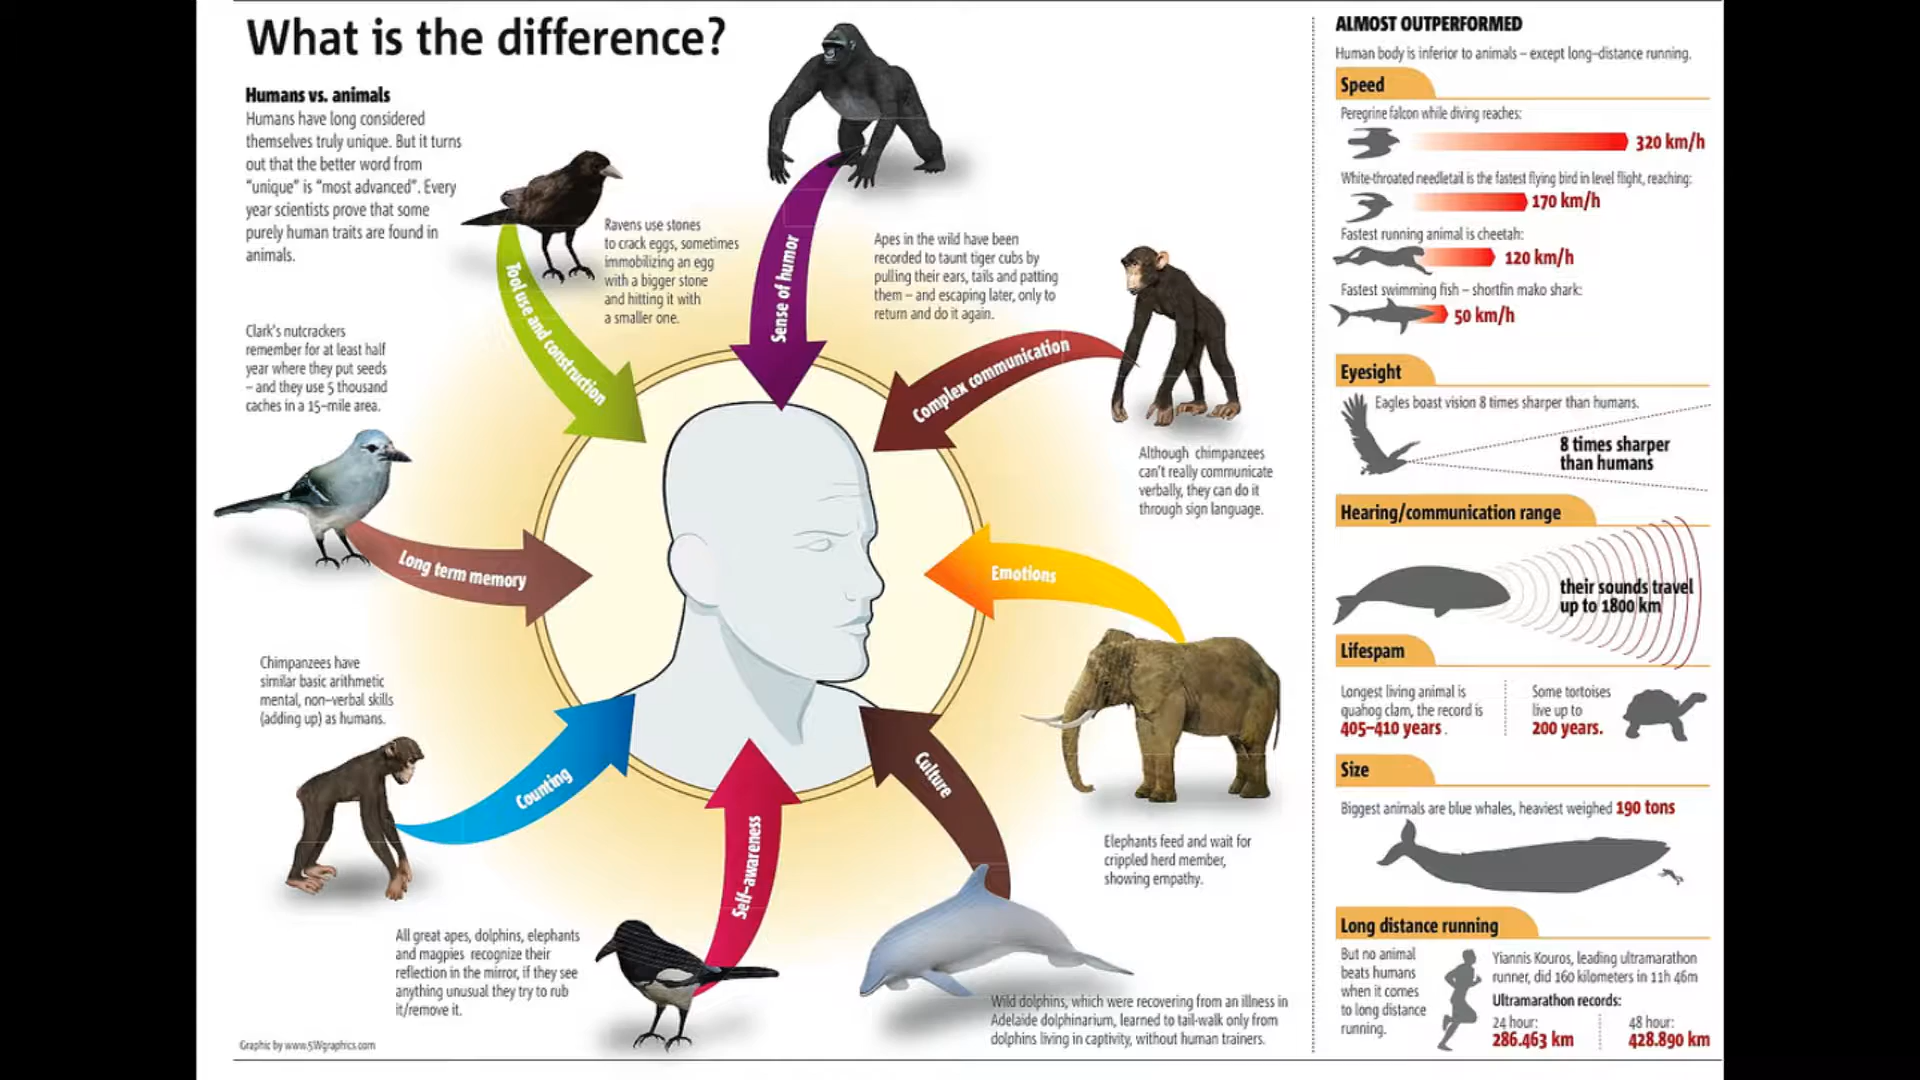 What is the difference?
Humans vs. animals
Humans have long considered
themselves truly unique. But it turns
out that the better word from
“unique” is “most advanced”. Every
year scientists prove that some
purely human traits are found in
animals.
Tool use and construction
Ravens use stones
to crack eggs, sometimes
immobilizing an egg
with a bigger stone
and hitting it with
a smaller one.
Sense of humor
Apes in the wild have been
recorded to taunt tiger cubs by
pulling their ears, tails and patting
them – and escaping later, only to
return and do it again.
Complex communication
Although chimpanzees
can't really communicate
verbally, they can do it
through sign language.
Clark's nutcrackers
remember for at least half
year where they put seeds
– and they use 5 thousand
caches in a 15-mile area.
Long term memory
Emotions
Elephants feed and wait for
crippled herd member,
showing empathy.
Chimpanzees have
similar basic arithmetic
mental, non-verbal skills
(adding up) as humans.
Counting
Self-awareness
All great apes, dolphins, elephants
and magpies recognize their
reflection in the mirror, if they see
anything unusual they try to rub
it/remove it.
Culture
Wild dolphins, which were recovering from an illness in
Adelaide dolphinarium, learned to tail-walk only from
dolphins living in captivity, without human trainers.
Graphic by www.5Wgraphics.com
ALMOST OUTPERFORMED
Human body is inferior to animals – except long-distance running.
Speed
Peregrine falcon while diving reaches:
320 km/h
White-throated needletail is the fastest flying bird in level flight, reaching:
170 km/h
Fastest running animal is cheetah:
120 km/h
Fastest swimming fish – shortfin mako shark:
50 km/h
Eyesight
Eagles boast vision 8 times sharper than humans.
8 times sharper
than humans
Hearing/communication range
their sounds travel
up to 1800 km
Lifespam
Longest living animal is
quahog clam, the record is
405–410 years.
Some tortoises
live up to
200 years.
Size
Biggest animals are blue whales, heaviest weighed 190 tons
Long distance running
But no animal
beats humans
when it comes
to long distance
running.
Yiannis Kouros, leading ultramarathon
runner, did 160 kilometers in 11h 46m
Ultramarathon records:
24 hour:
286.463 km
48 hour:
428.890 km